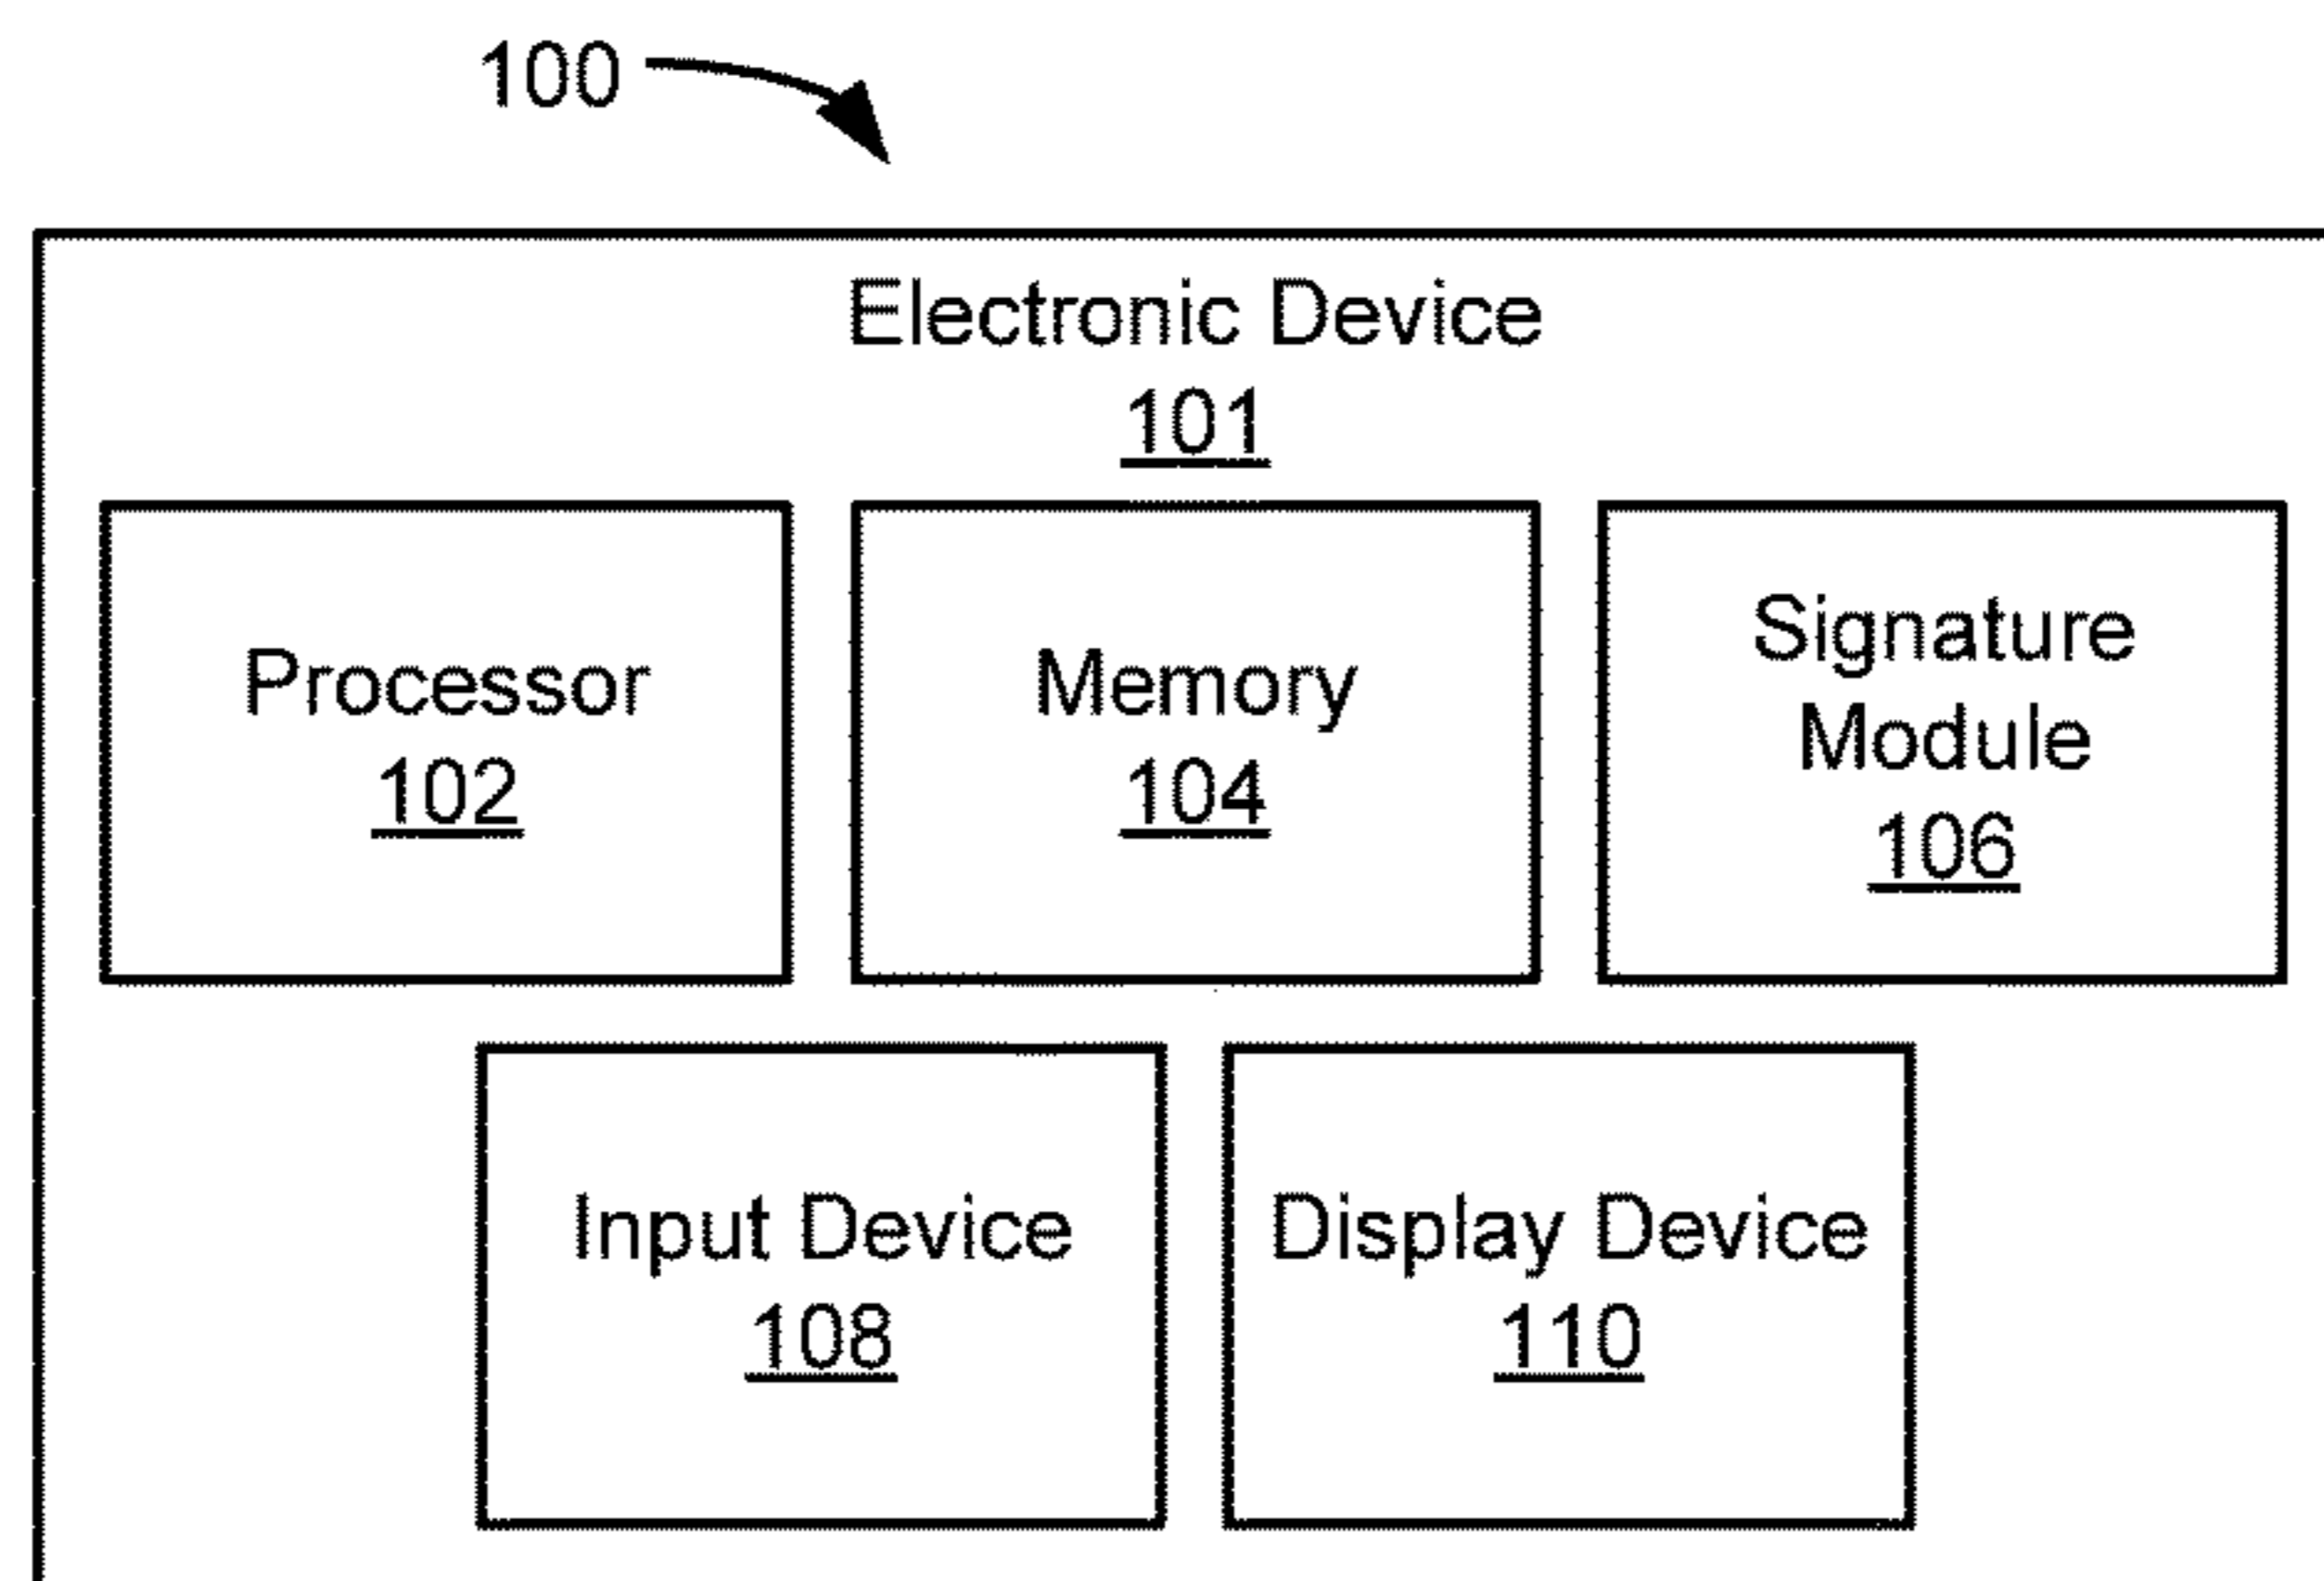 100
Electronic Device
101
Processor
102
Memory
104
Signature
Module
106
Input Device
108
Display Device
110